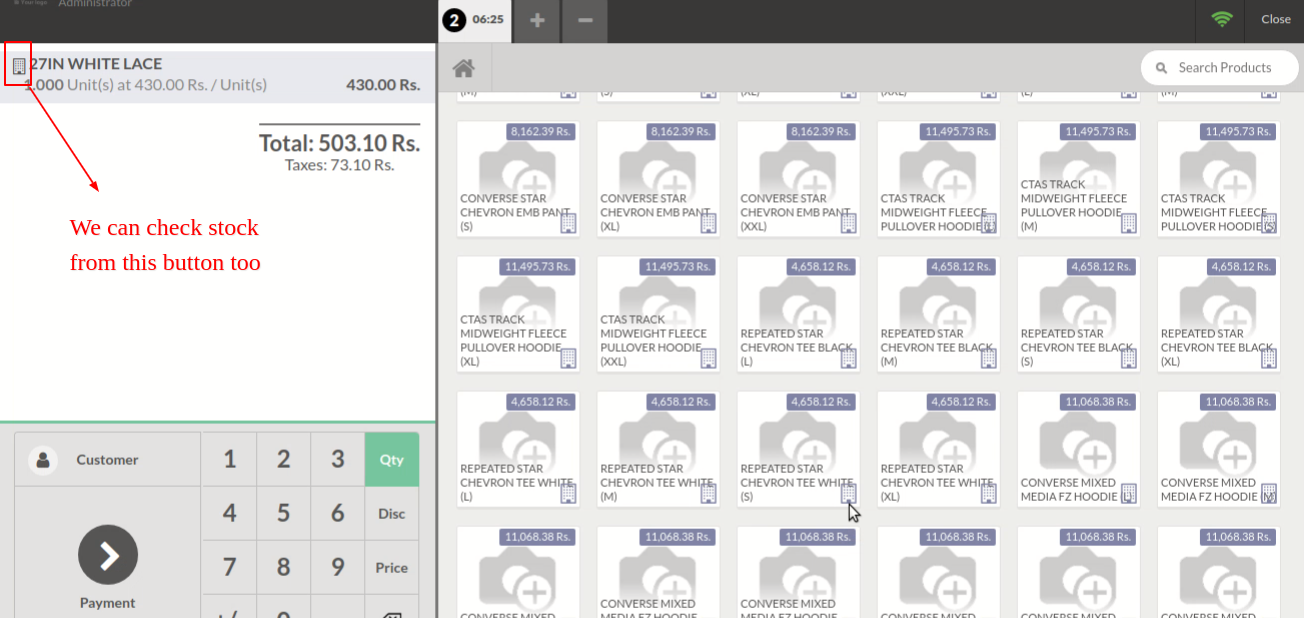 Your logo
Administrator
2 06:25
Close
Search Products
27IN WHITE LACE
1.000 Unit(s) at 430.00 Rs. / Unit(s)
430.00 Rs.
Total: 503.10 Rs.
Taxes: 73.10 Rs.
We can check stock
from this button too
Customer
Payment
1 2 3 Qty
4 5 6 Disc
7 8 9 Price
+/- 0 .
(M) (S) (XL) (XXL) (L) (M)
8,162.39 Rs.
CONVERSE STAR
CHEVRON EMB PANT
(S)
8,162.39 Rs.
CONVERSE STAR
CHEVRON EMB PANT
(XL)
8,162.39 Rs.
CONVERSE STAR
CHEVRON EMB PANT
(XXL)
11,495.73 Rs.
CTAS TRACK
MIDWEIGHT FLEECE
PULLOVER HOODIE (L)
11,495.73 Rs.
CTAS TRACK
MIDWEIGHT FLEECE
PULLOVER HOODIE
(M)
11,495.73 Rs.
CTAS TRACK
MIDWEIGHT FLEECE
PULLOVER HOODIE (S)
11,495.73 Rs.
CTAS TRACK
MIDWEIGHT FLEECE
PULLOVER HOODIE
(XL)
11,495.73 Rs.
CTAS TRACK
MIDWEIGHT FLEECE
PULLOVER HOODIE
(XXL)
4,658.12 Rs.
REPEATED STAR
CHEVRON TEE BLACK
(L)
4,658.12 Rs.
REPEATED STAR
CHEVRON TEE BLACK
(M)
4,658.12 Rs.
REPEATED STAR
CHEVRON TEE BLACK
(S)
4,658.12 Rs.
REPEATED STAR
CHEVRON TEE BLACK
(XL)
4,658.12 Rs.
REPEATED STAR
CHEVRON TEE WHITE
(L)
4,658.12 Rs.
REPEATED STAR
CHEVRON TEE WHITE
(M)
4,658.12 Rs.
REPEATED STAR
CHEVRON TEE WHITE
(S)
4,658.12 Rs.
REPEATED STAR
CHEVRON TEE WHITE
(XL)
11,068.38 Rs.
CONVERSE MIXED
MEDIA FZ HOODIE (L)
11,068.38 Rs.
CONVERSE MIXED
MEDIA FZ HOODIE (M)
11,068.38 Rs.
CONVERSE MIXED
11,068.38 Rs.
CONVERSE MIXED
MEDIA FZ HOODIE
11,068.38 Rs.
CONVERSE MIXED
MEDIA FZ HOODIE
11,068.38 Rs.
CONVERSE MIXED
11,068.38 Rs.
CONVERSE MIXED
11,068.38 Rs.
CONVERSE MIXED